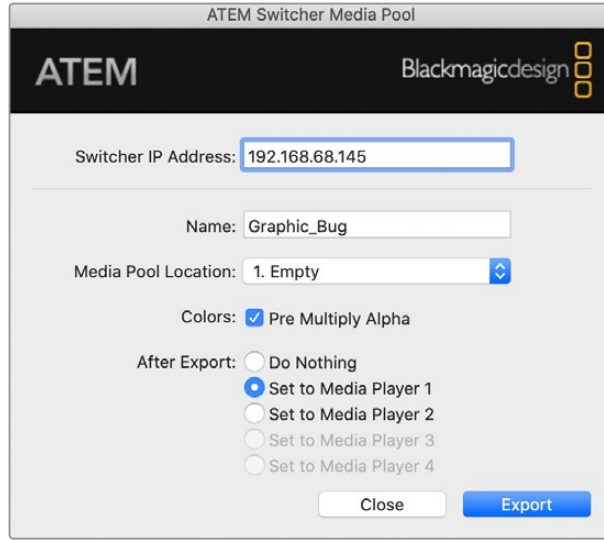 ATEM Switcher Media Pool
ATEM
Blackmagicdesign
Switcher IP Address: 192.168.68.145
Name: Graphic_Bug
Media Pool Location: 1. Empty
Colors: Pre Multiply Alpha
After Export: Do Nothing
Set to Media Player 1
Set to Media Player 2
Set to Media Player 3
Set to Media Player 4
Close Export